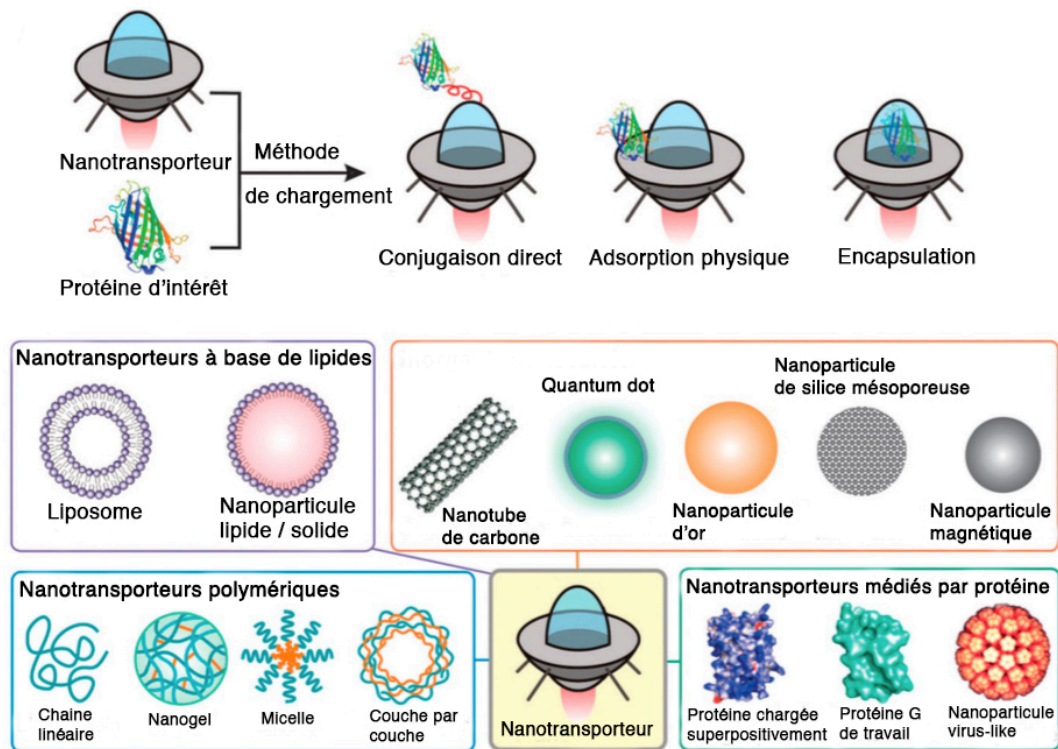 Nanotransporteur
Méthode
de chargement
Protéine d'intérêt
Conjugaison direct
Adsorption physique
Encapsulation
Nanotransporteurs à base de lipides
Liposome
Nanoparticule
lipide / solide
Quantum dot
Nanoparticule
de silice mésoporeuse
Nanotube
de carbone
Nanoparticule
d'or
Nanoparticule
magnétique
Nanotransporteurs polymériques
Chaine
linéaire
Nanogel
Micelle
Couche par
couche
Nanotransporteur
Nanotransporteurs médiés par protéine
Protéine chargée
superpositivement
Protéine G
de travail
Nanoparticule
virus-like